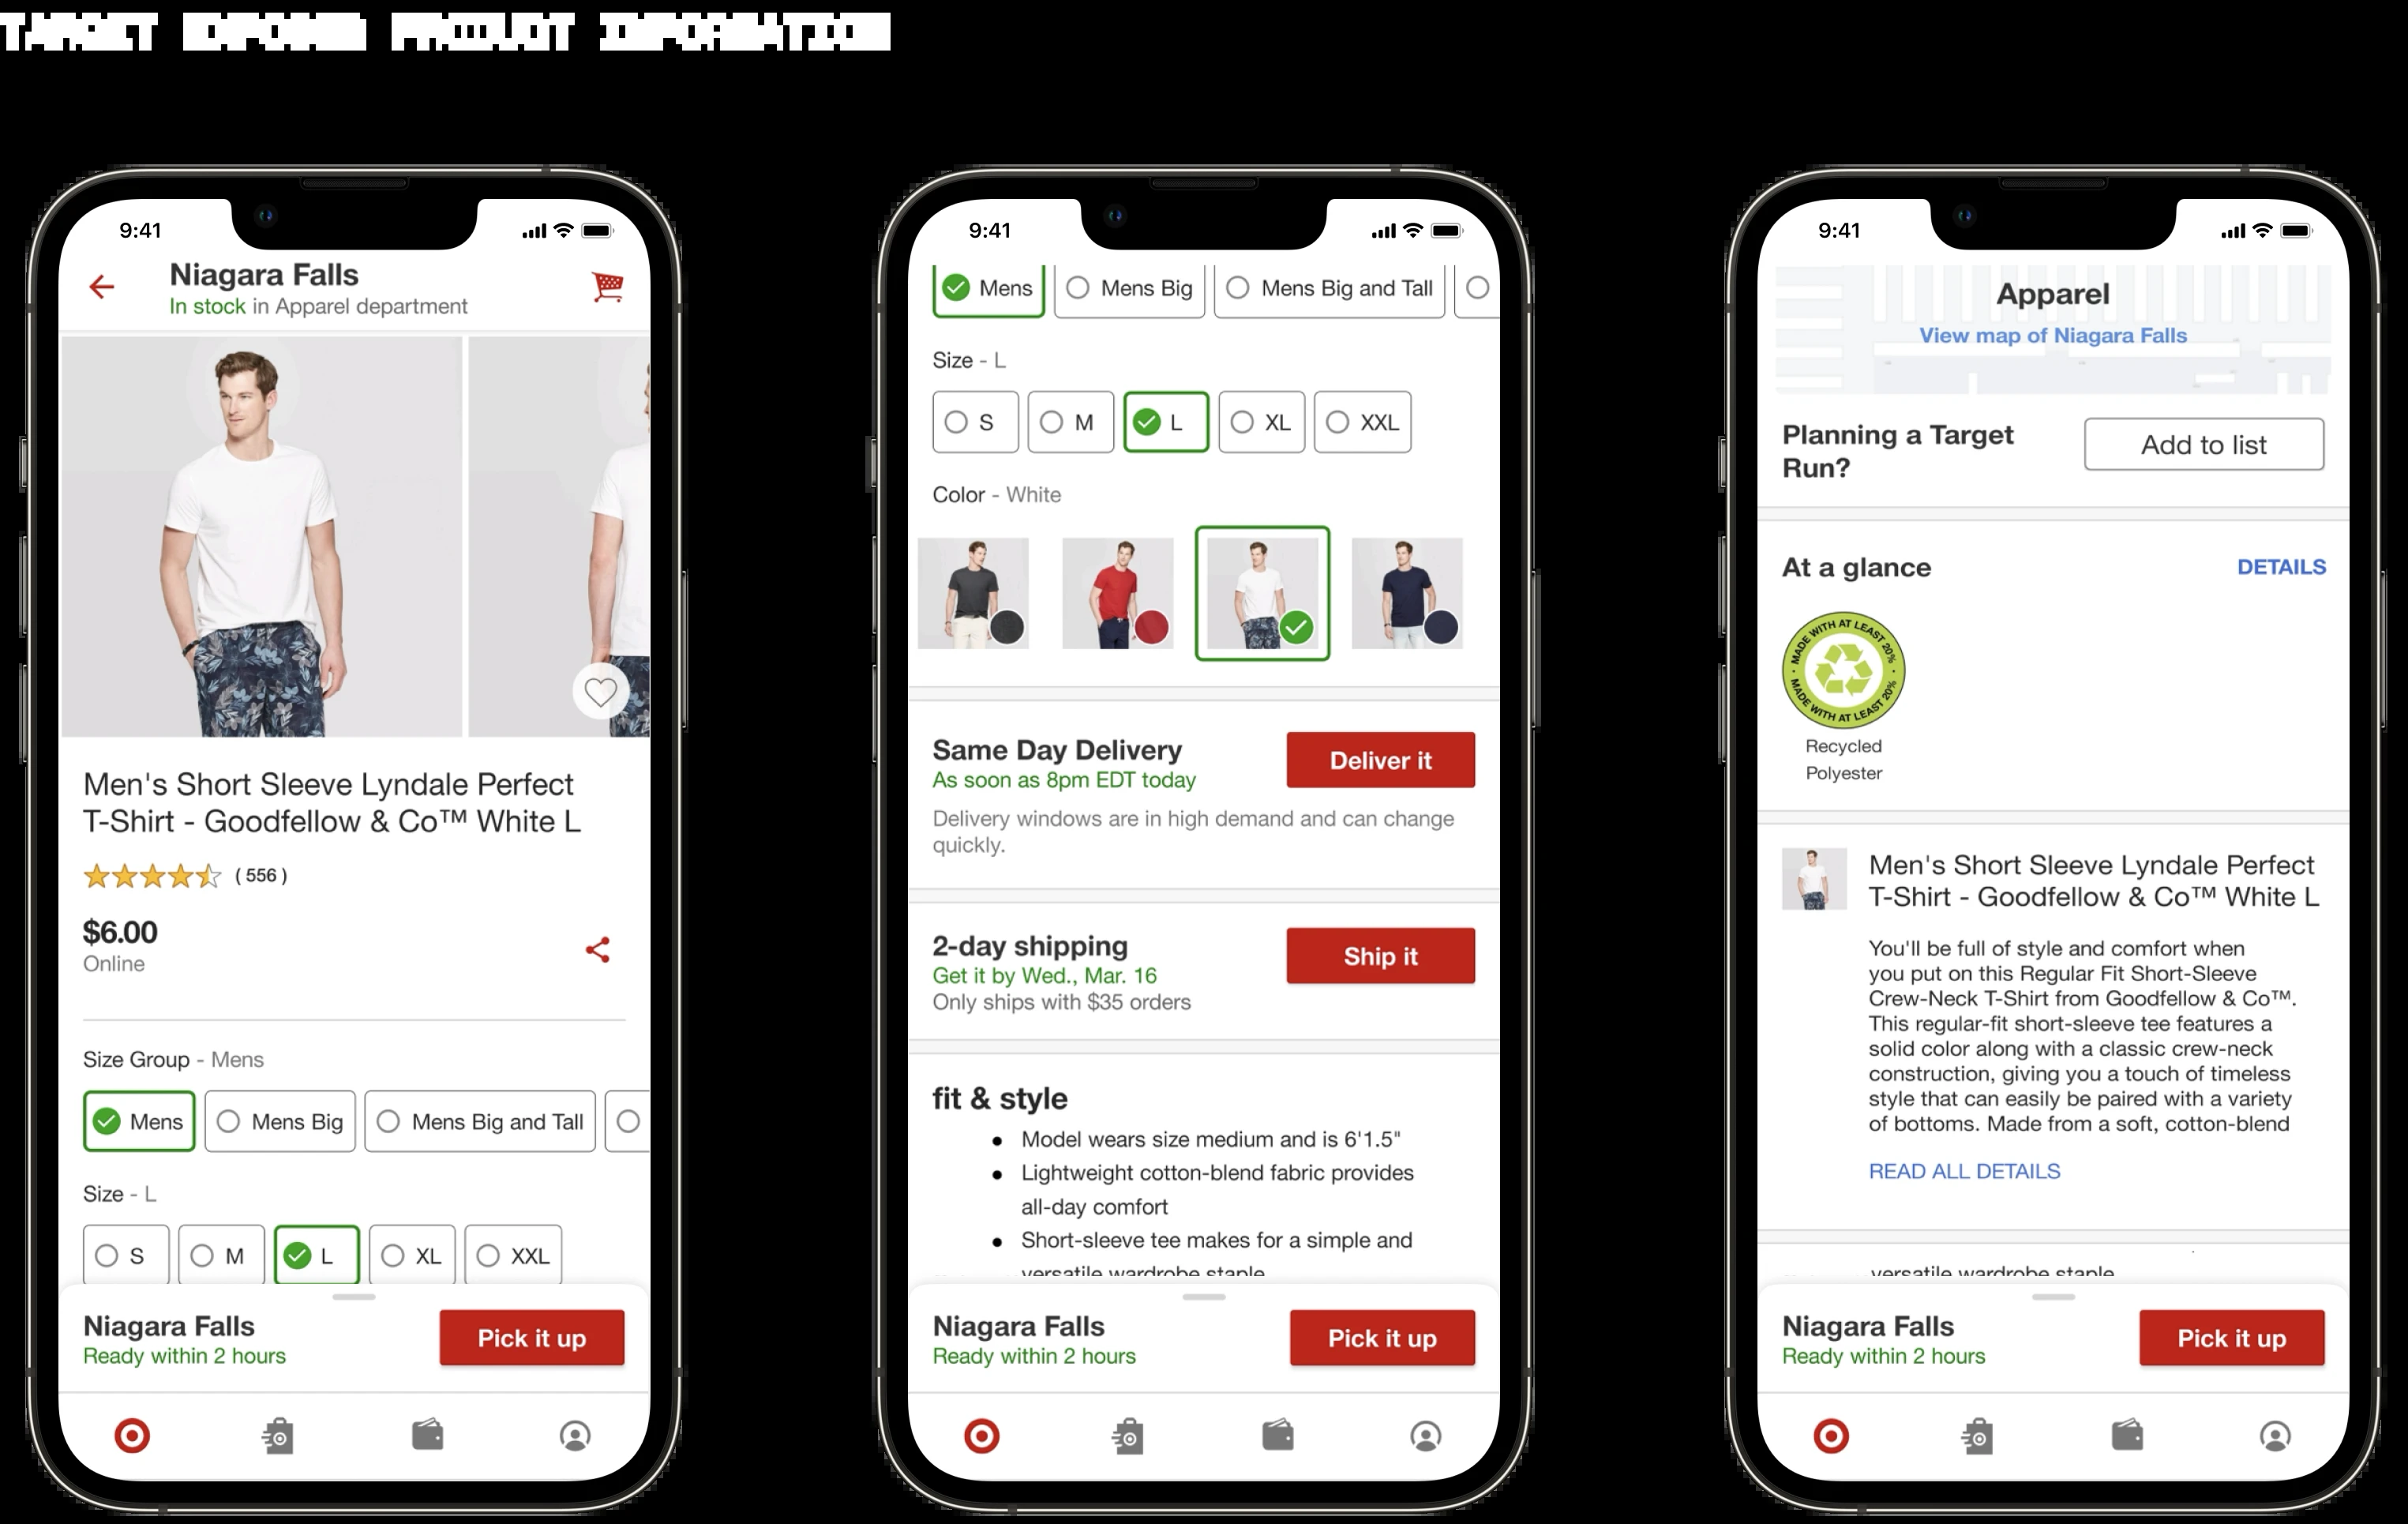 9:41
Niagara Falls
In stock in Apparel department
Men's Short Sleeve Lyndale Perfect
T-Shirt - Goodfellow & Co™ White L
( 556 )
$6.00
Online
Size Group - Mens
Mens
Mens Big
Mens Big and Tall
Size - L
S
M
L
XL
XXL
Niagara Falls
Ready within 2 hours
Pick it up
9:41
Mens
Mens Big
Mens Big and Tall
Size - L
S
M
L
XL
XXL
Color - White
Same Day Delivery
As soon as 8pm EDT today
Deliver it
Delivery windows are in high demand and can change
quickly.
2-day shipping
Get it by Wed., Mar. 16
Only ships with $35 orders
Ship it
fit & style
• Model wears size medium and is 6'1.5"
• Lightweight cotton-blend fabric provides
all-day comfort
• Short-sleeve tee makes for a simple and
versatile wardrobe staple
Niagara Falls
Ready within 2 hours
Pick it up
9:41
Apparel
View map of Niagara Falls
Planning a Target
Run?
Add to list
At a glance
DETAILS
MADE WITH AT LEAST 20%
MADE WITH AT LEAST 20%
Recycled
Polyester
Men's Short Sleeve Lyndale Perfect
T-Shirt - Goodfellow & Co™ White L
You'll be full of style and comfort when
you put on this Regular Fit Short-Sleeve
Crew-Neck T-Shirt from Goodfellow & Co™.
This regular-fit short-sleeve tee features a
solid color along with a classic crew-neck
construction, giving you a touch of timeless
style that can easily be paired with a variety
of bottoms. Made from a soft, cotton-blend
READ ALL DETAILS
versatile wardrobe staple
Niagara Falls
Ready within 2 hours
Pick it up